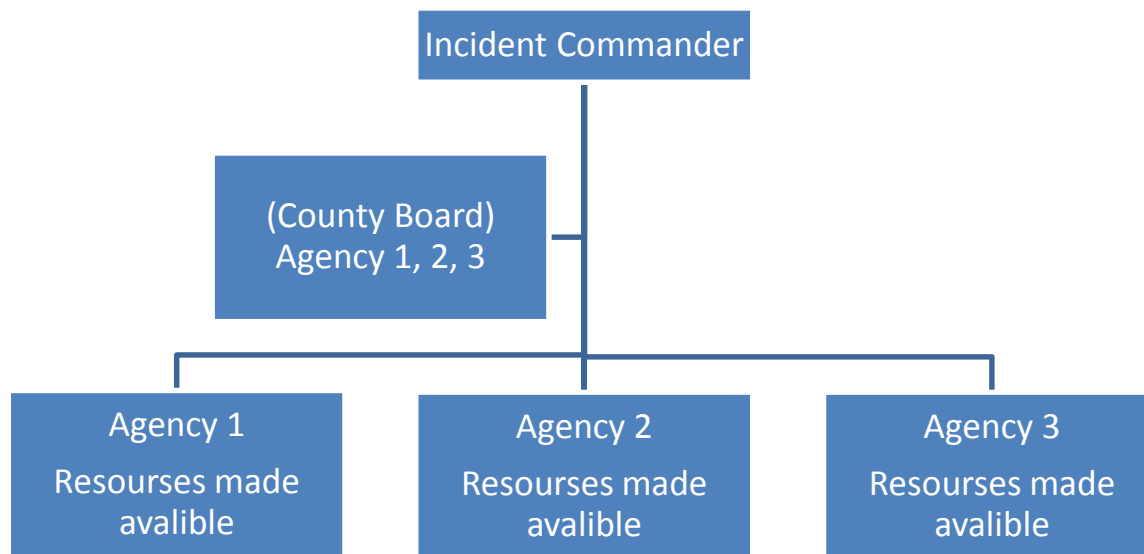 Incident Commander
(County Board)
Agency 1, 2, 3
Agency 1
Resourses made
avalible
Agency 2
Resourses made
avalible
Agency 3
Resourses made
avalible